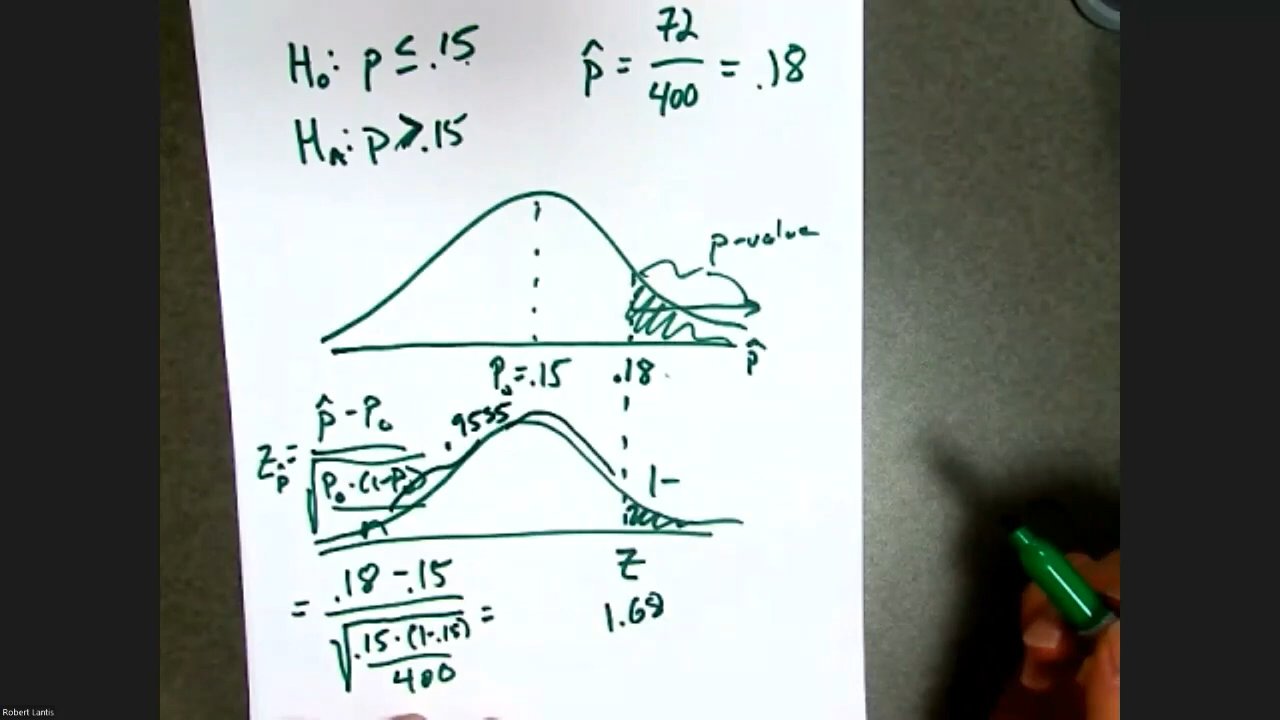 H₀: p ≤ .15
Hₐ: p > .15
p̂ = 72/400 = .18
p-value
p̂
P₀ = .15
.18
Z_p̂ = (p̂ - P₀) / √(P₀·(1-P₀)/n)
.9535
1-
= (.18 - .15) / √(.15·(1-.15)/400) =
Z
1.68
Robert Lantis